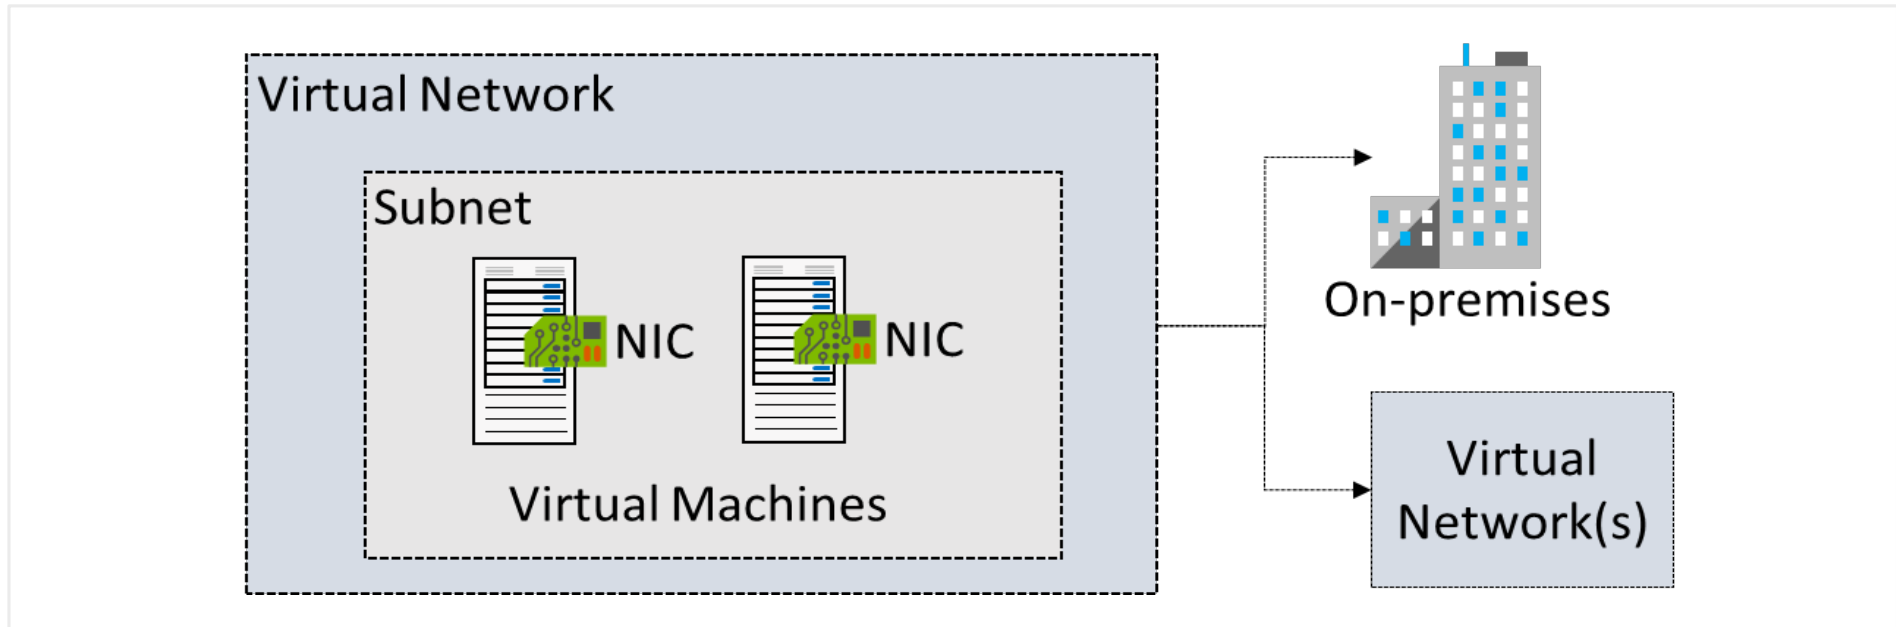 Virtual Network
Subnet
NIC
NIC
Virtual Machines
On-premises
Virtual
Network(s)